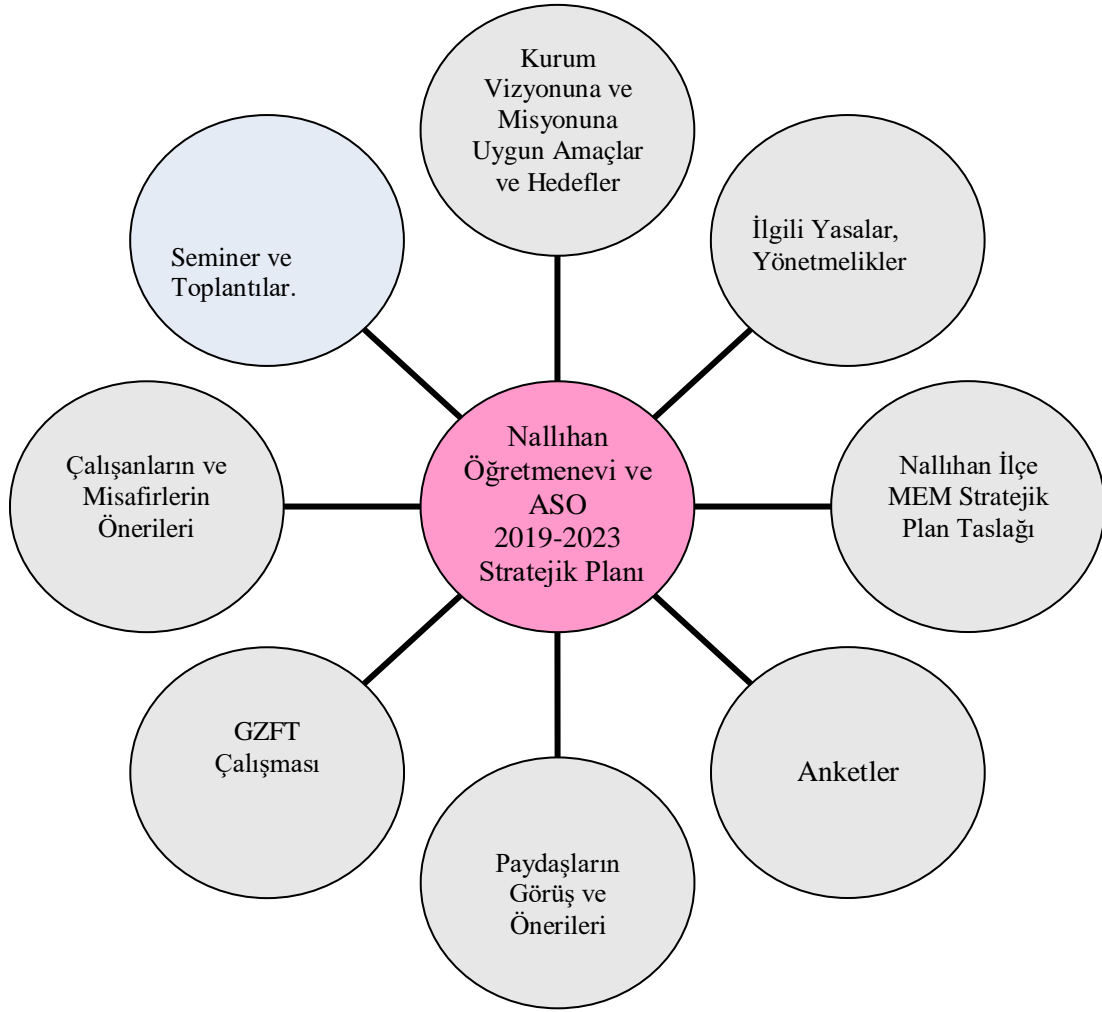 Kurum
Vizyonuna ve
Misyonuna
Uygun Amaçlar
ve Hedefler
İlgili Yasalar,
Yönetmelikler
Seminer ve
Toplantılar.
Nallıhan
Öğretmenevi ve
ASO
2019-2023
Stratejik Planı
Çalışanların ve
Misafirlerin
Önerileri
Nallıhan İlçe
MEM Stratejik
Plan Taslağı
GZFT
Çalışması
Anketler
Paydaşların
Görüş ve
Önerileri